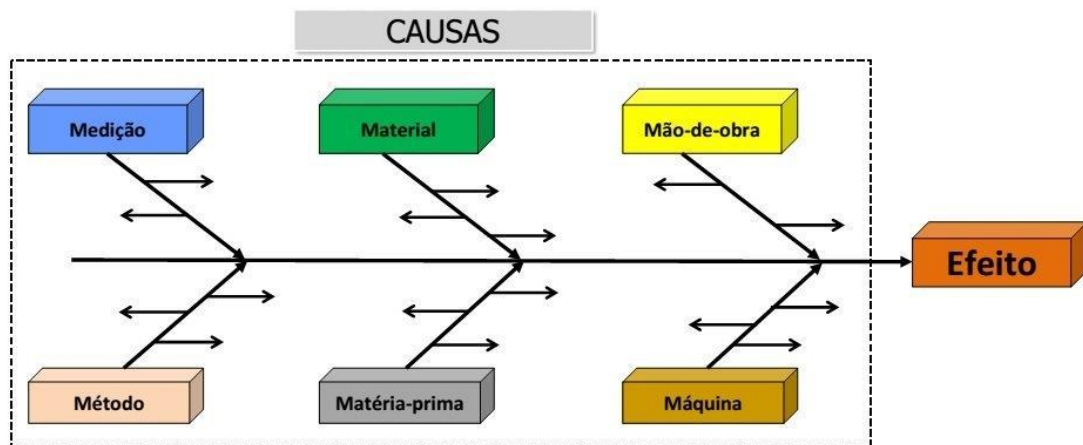 CAUSAS
Medição
Material
Mão-de-obra
Efeito
Método
Matéria-prima
Máquina